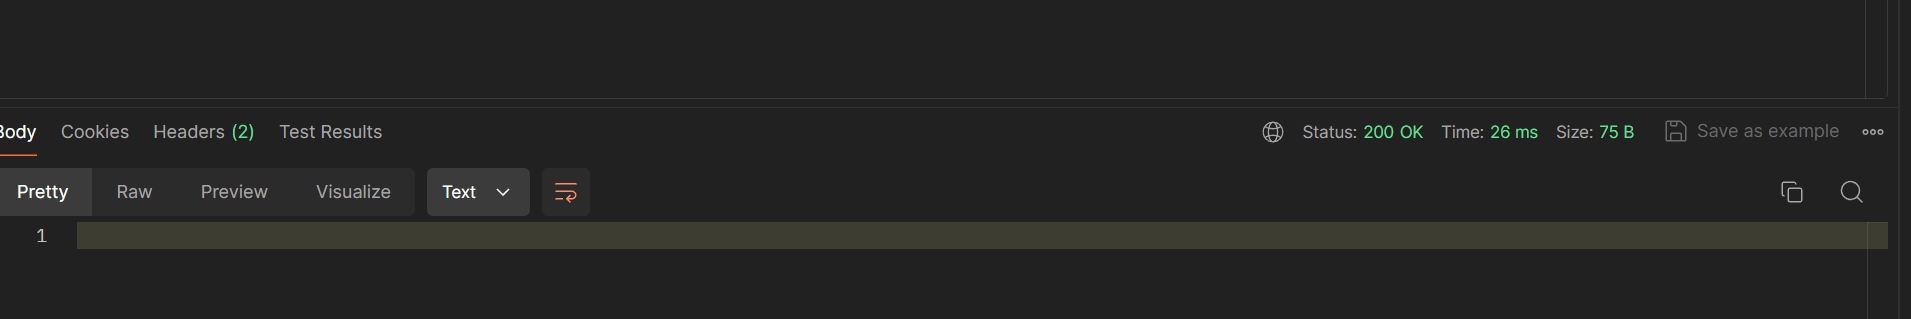 Body Cookies Headers (2) Test Results Status: 200 OK Time: 26 ms Size: 75 B Save as example
Pretty Raw Preview Visualize Text
1